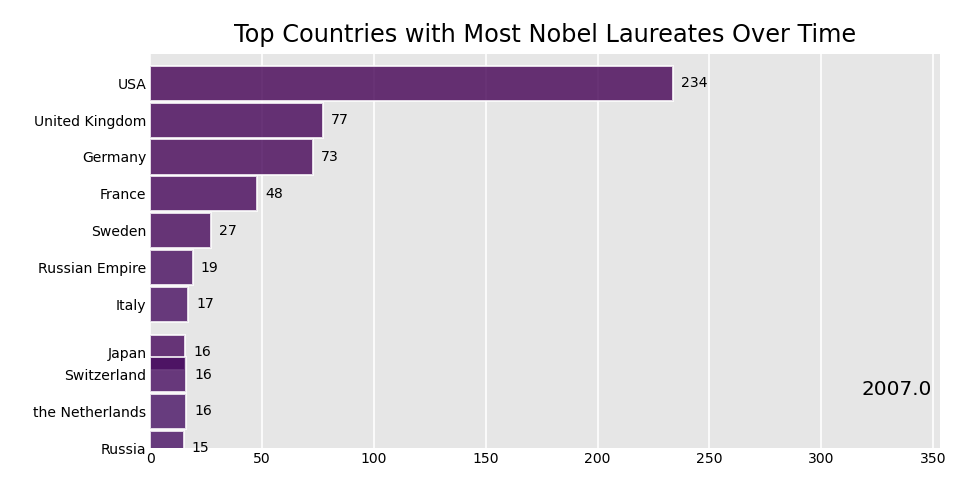 Top Countries with Most Nobel Laureates Over Time
USA 234
United Kingdom 77
Germany 73
France 48
Sweden 27
Russian Empire 19
Italy 17
Japan 16
Switzerland 16
2007.0
the Netherlands 16
Russia 15
0 50 100 150 200 250 300 350